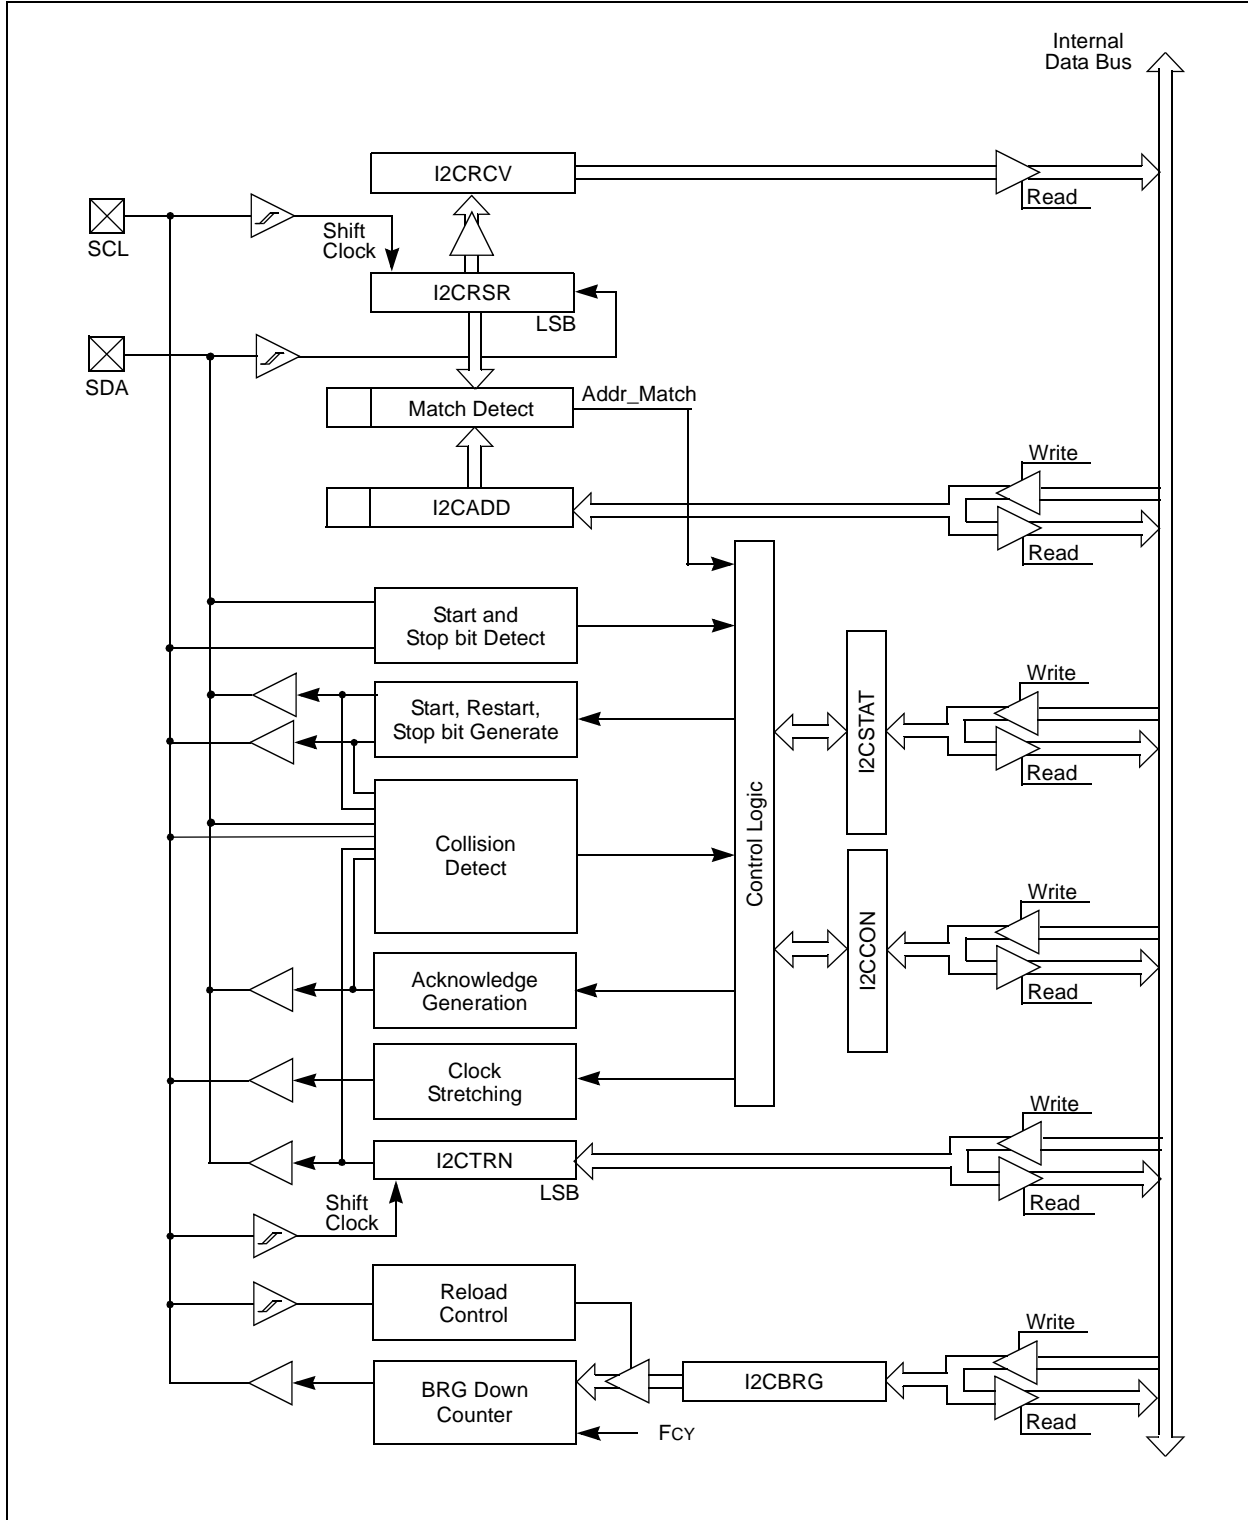 Internal
Data Bus
I2CRCV
Read
Shift
Clock
SCL
I2CRSR
LSB
SDA
Addr_Match
Match Detect
Write
I2CADD
Read
Start and
Stop bit Detect
Write
Start, Restart,
Stop bit Generate
I2CSTAT
Read
Control Logic
Collision
Detect
Write
I2CCON
Acknowledge
Generation
Read
Clock
Stretching
Write
I2CTRN
LSB
Read
Shift
Clock
Reload
Control
Write
I2CBRG
BRG Down
Counter
Read
FCY